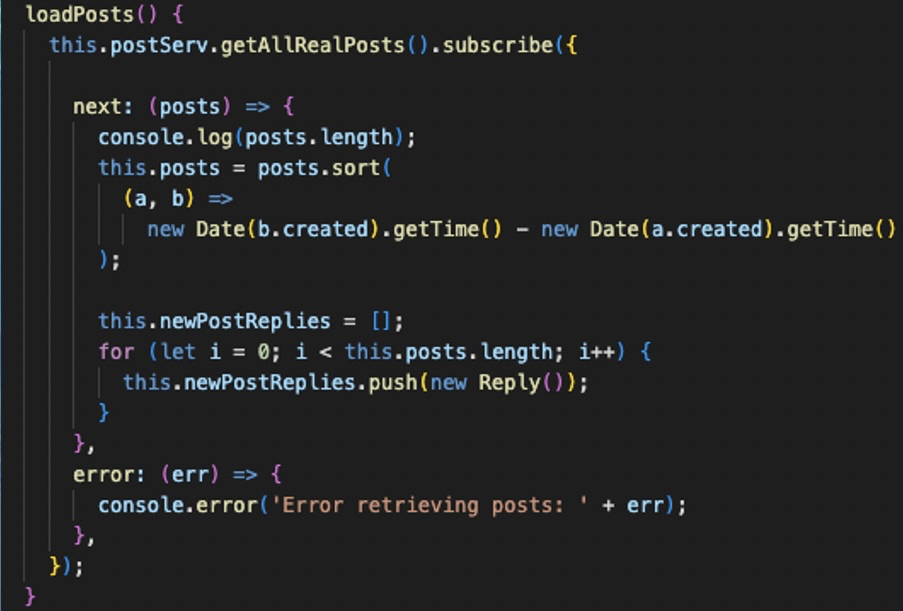 loadPosts() {
this.postServ.getAllRealPosts().subscribe({
next: (posts) => {
console.log(posts.length);
this.posts = posts.sort(
(a, b) =>
new Date(b.created).getTime() - new Date(a.created).getTime()
);
this.newPostReplies = [];
for (let i = 0; i < this.posts.length; i++) {
this.newPostReplies.push(new Reply());
}
},
error: (err) => {
console.error('Error retrieving posts: ' + err);
},
});
}